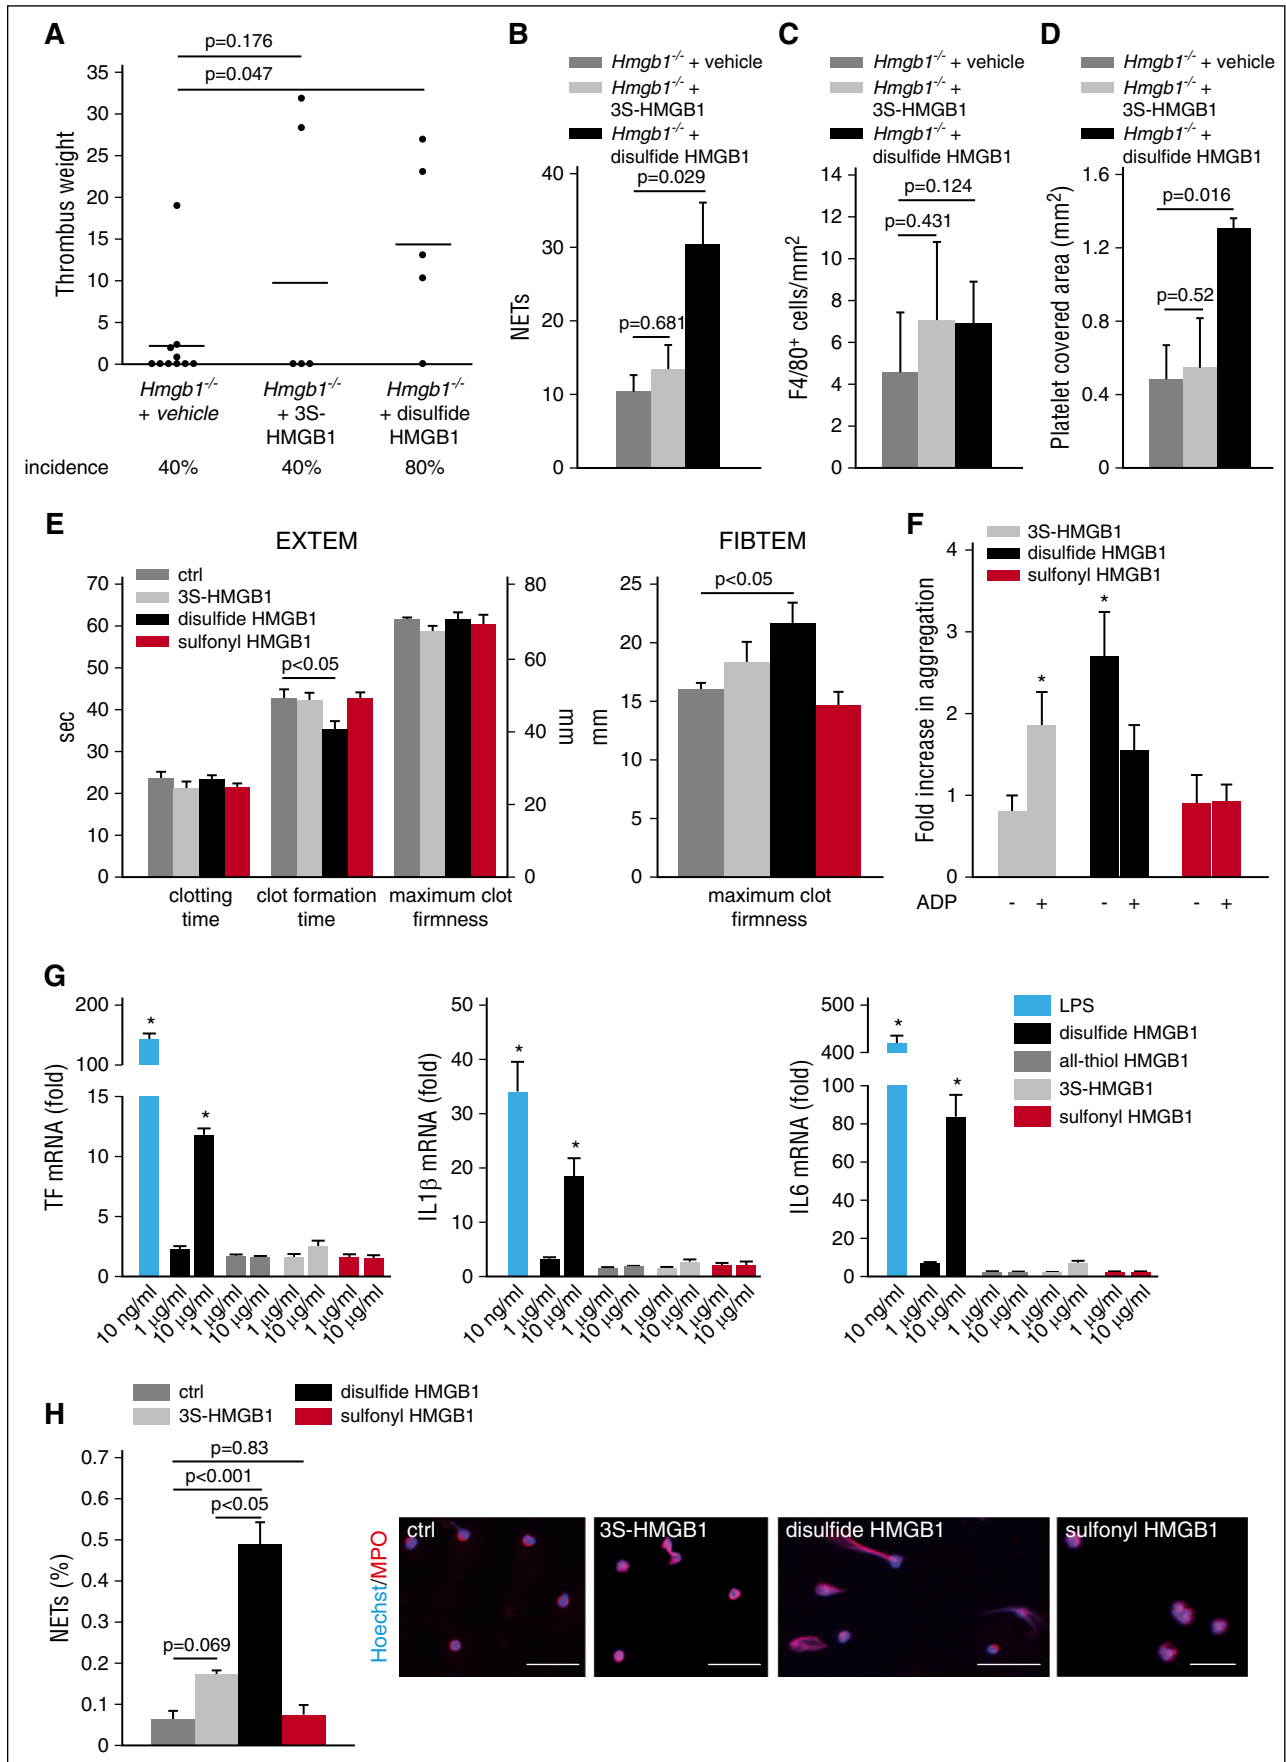 A
p=0.176
p=0.047
Thrombus weight
35
30
25
20
15
10
5
0
Hmgb1-/-
+ vehicle
Hmgb1-/-
+ 3S-
HMGB1
Hmgb1-/-
+ disulfide
HMGB1
incidence 40% 40% 80%
B
Hmgb1-/- + vehicle
Hmgb1-/- +
3S-HMGB1
Hmgb1-/- +
disulfide HMGB1
p=0.029
p=0.681
NETs
40
30
20
10
0
C
Hmgb1-/- + vehicle
Hmgb1-/- +
3S-HMGB1
Hmgb1-/- +
disulfide HMGB1
p=0.124
p=0.431
F4/80+ cells/mm2
14
12
10
8
6
4
2
0
D
Hmgb1-/- + vehicle
Hmgb1-/- +
3S-HMGB1
Hmgb1-/- +
disulfide HMGB1
p=0.016
p=0.52
Platelet covered area (mm2)
1.6
1.2
0.8
0.4
0
E
EXTEM
ctrl
3S-HMGB1
disulfide HMGB1
sulfonyl HMGB1
p<0.05
sec
70
60
50
40
30
20
10
0
80
60
40
20
0
mm
clotting
time
clot formation
time
maximum clot
firmness
FIBTEM
p<0.05
mm
25
20
15
10
5
0
maximum clot
firmness
F
3S-HMGB1
disulfide HMGB1
sulfonyl HMGB1
Fold increase in aggregation
4
3
2
1
0
* *
ADP - + - + - +
G
TF mRNA (fold)
200
100
15
10
5
0
* *
10 ng/ml
1 μg/ml
10 μg/ml
1 μg/ml
10 μg/ml
1 μg/ml
10 μg/ml
1 μg/ml
10 μg/ml
IL1β mRNA (fold)
50
40
30
20
10
0
* *
10 ng/ml
1 μg/ml
10 μg/ml
1 μg/ml
10 μg/ml
1 μg/ml
10 μg/ml
1 μg/ml
10 μg/ml
IL6 mRNA (fold)
500
400
100
80
60
40
20
0
* *
10 ng/ml
1 μg/ml
10 μg/ml
1 μg/ml
10 μg/ml
1 μg/ml
10 μg/ml
1 μg/ml
10 μg/ml
LPS
disulfide HMGB1
all-thiol HMGB1
3S-HMGB1
sulfonyl HMGB1
H
ctrl
3S-HMGB1
disulfide HMGB1
sulfonyl HMGB1
p=0.83
p<0.001
p<0.05
p=0.069
NETs (%)
0.7
0.6
0.5
0.4
0.3
0.2
0.1
0
Hoechst/MPO
ctrl
3S-HMGB1
disulfide HMGB1
sulfonyl HMGB1